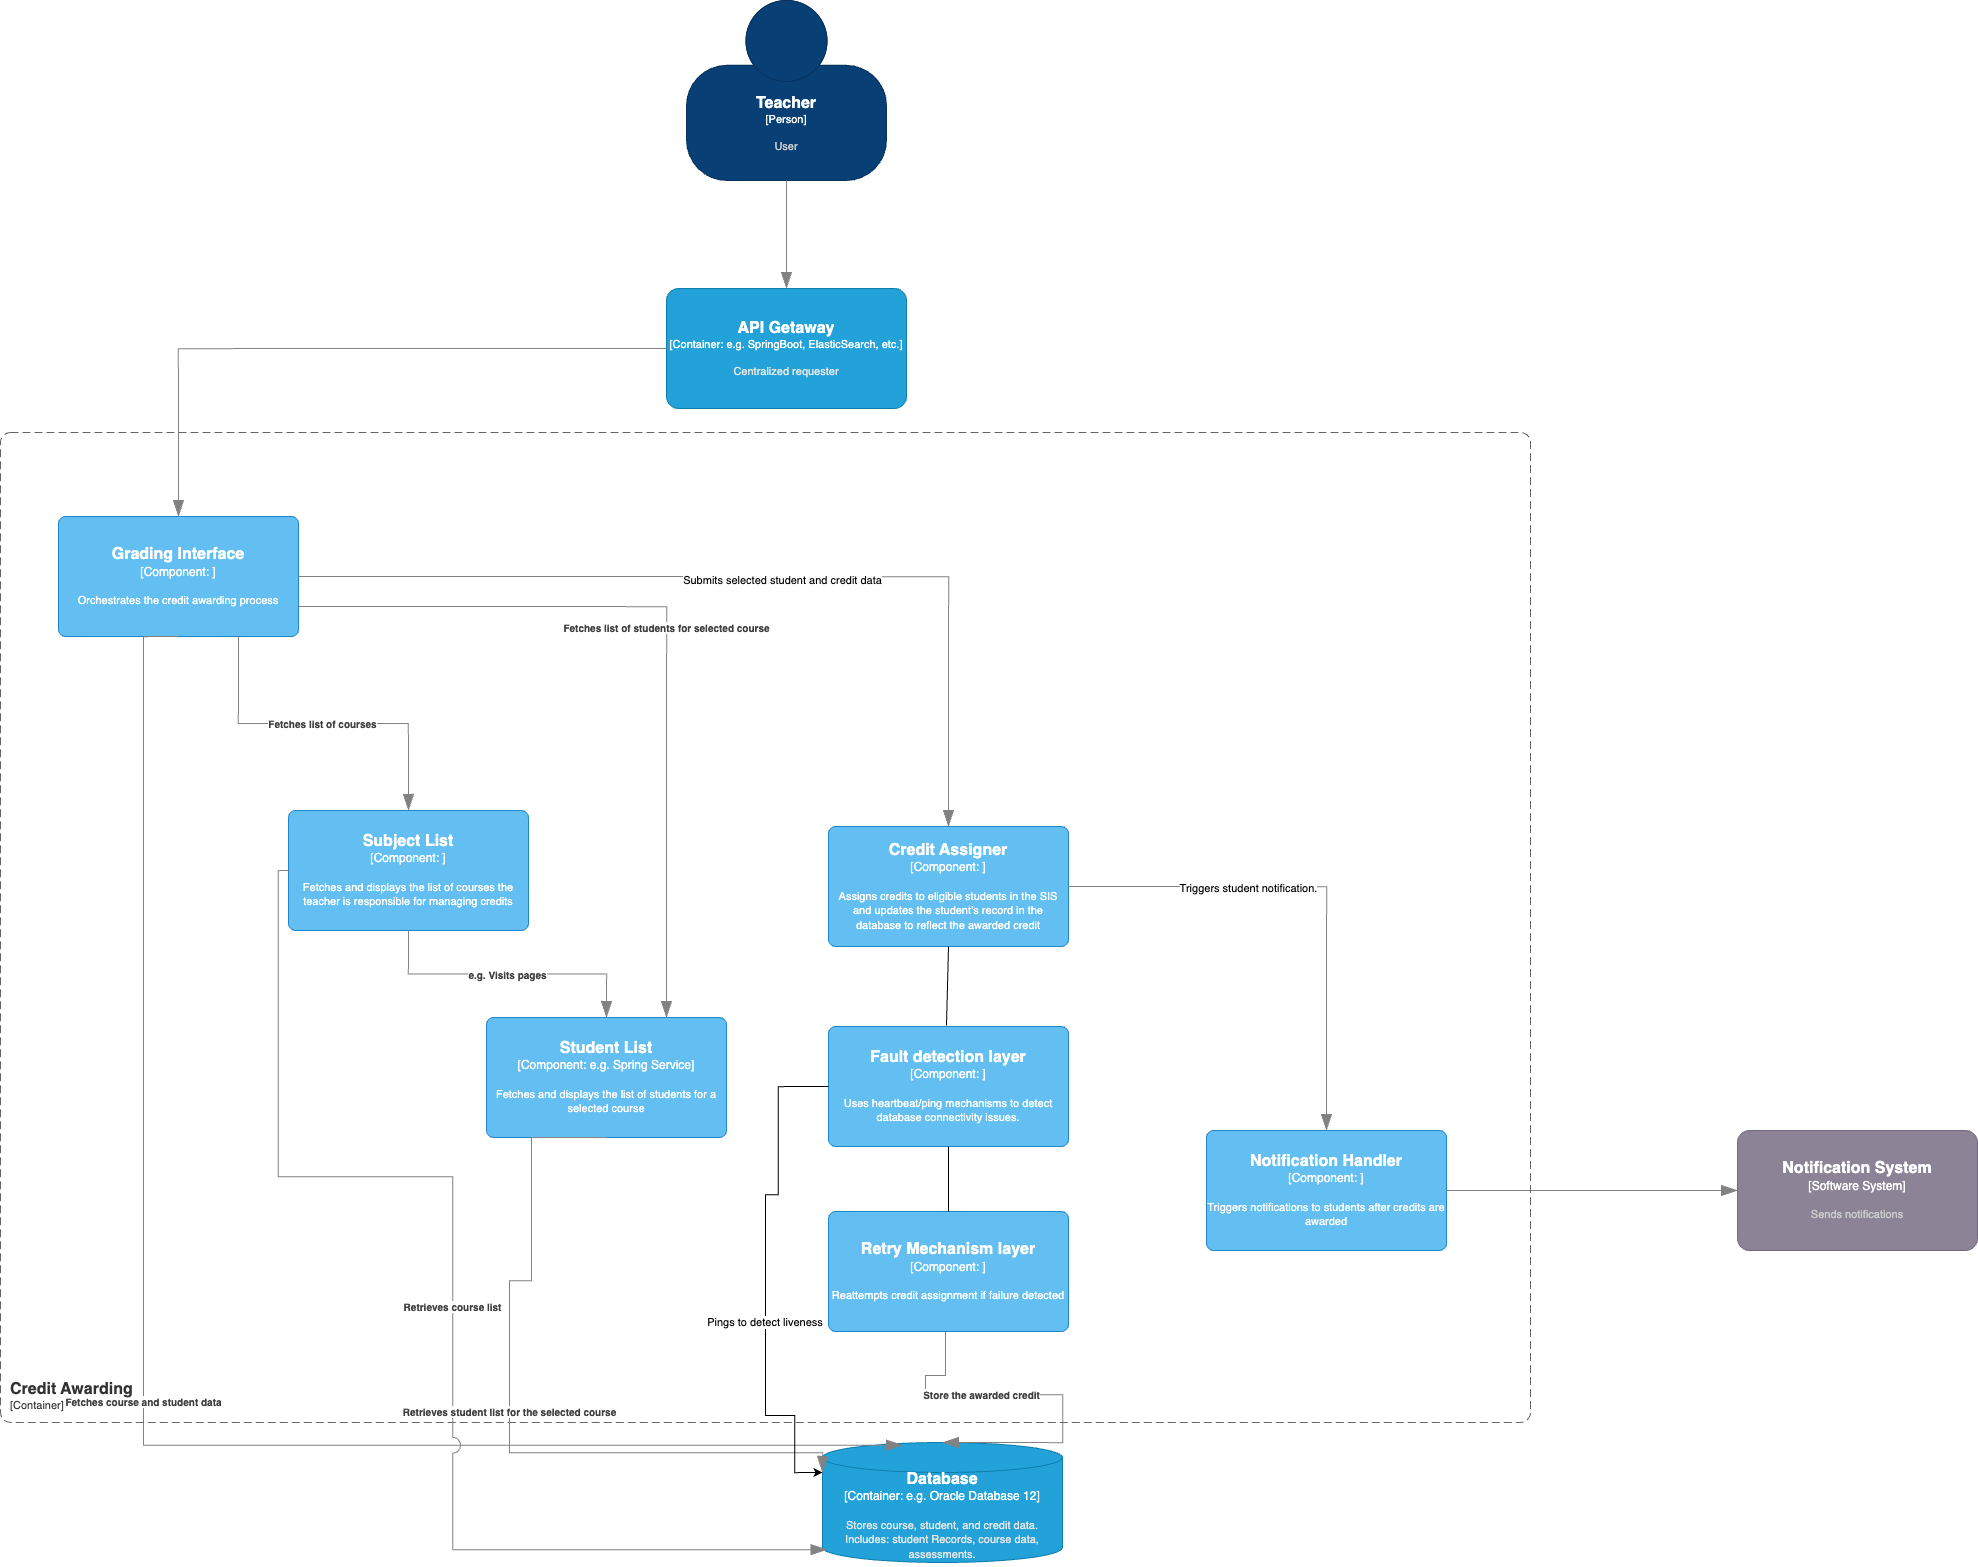 Teacher
[Person]
User
API Getaway
[Container: e.g. SpringBoot, ElasticSearch, etc.]
Centralized requester
Grading Interface
[Component: ]
Orchestrates the credit awarding process
Submits selected student and credit data
Fetches list of students for selected course
Fetches list of courses
Subject List
[Component: ]
Fetches and displays the list of courses the
teacher is responsible for managing credits
Credit Assigner
[Component: ]
Assigns credits to eligible students in the SIS
and updates the student's record in the
database to reflect the awarded credit
Triggers student notification.
e.g. Visits pages
Student List
[Component: e.g. Spring Service]
Fetches and displays the list of students for a
selected course
Fault detection layer
[Component: ]
Uses heartbeat/ping mechanisms to detect
database connectivity issues.
Notification Handler
[Component: ]
Triggers notifications to students after credits are
awarded
Notification System
[Software System]
Sends notifications
Retry Mechanism layer
[Component: ]
Reattempts credit assignment if failure detected
Retrieves course list
Pings to detect liveness
Credit Awarding
[Container]
Fetches course and student data
Store the awarded credit
Retrieves student list for the selected course
Database
[Container: e.g. Oracle Database 12]
Stores course, student, and credit data.
Includes: student Records, course data,
assessments.